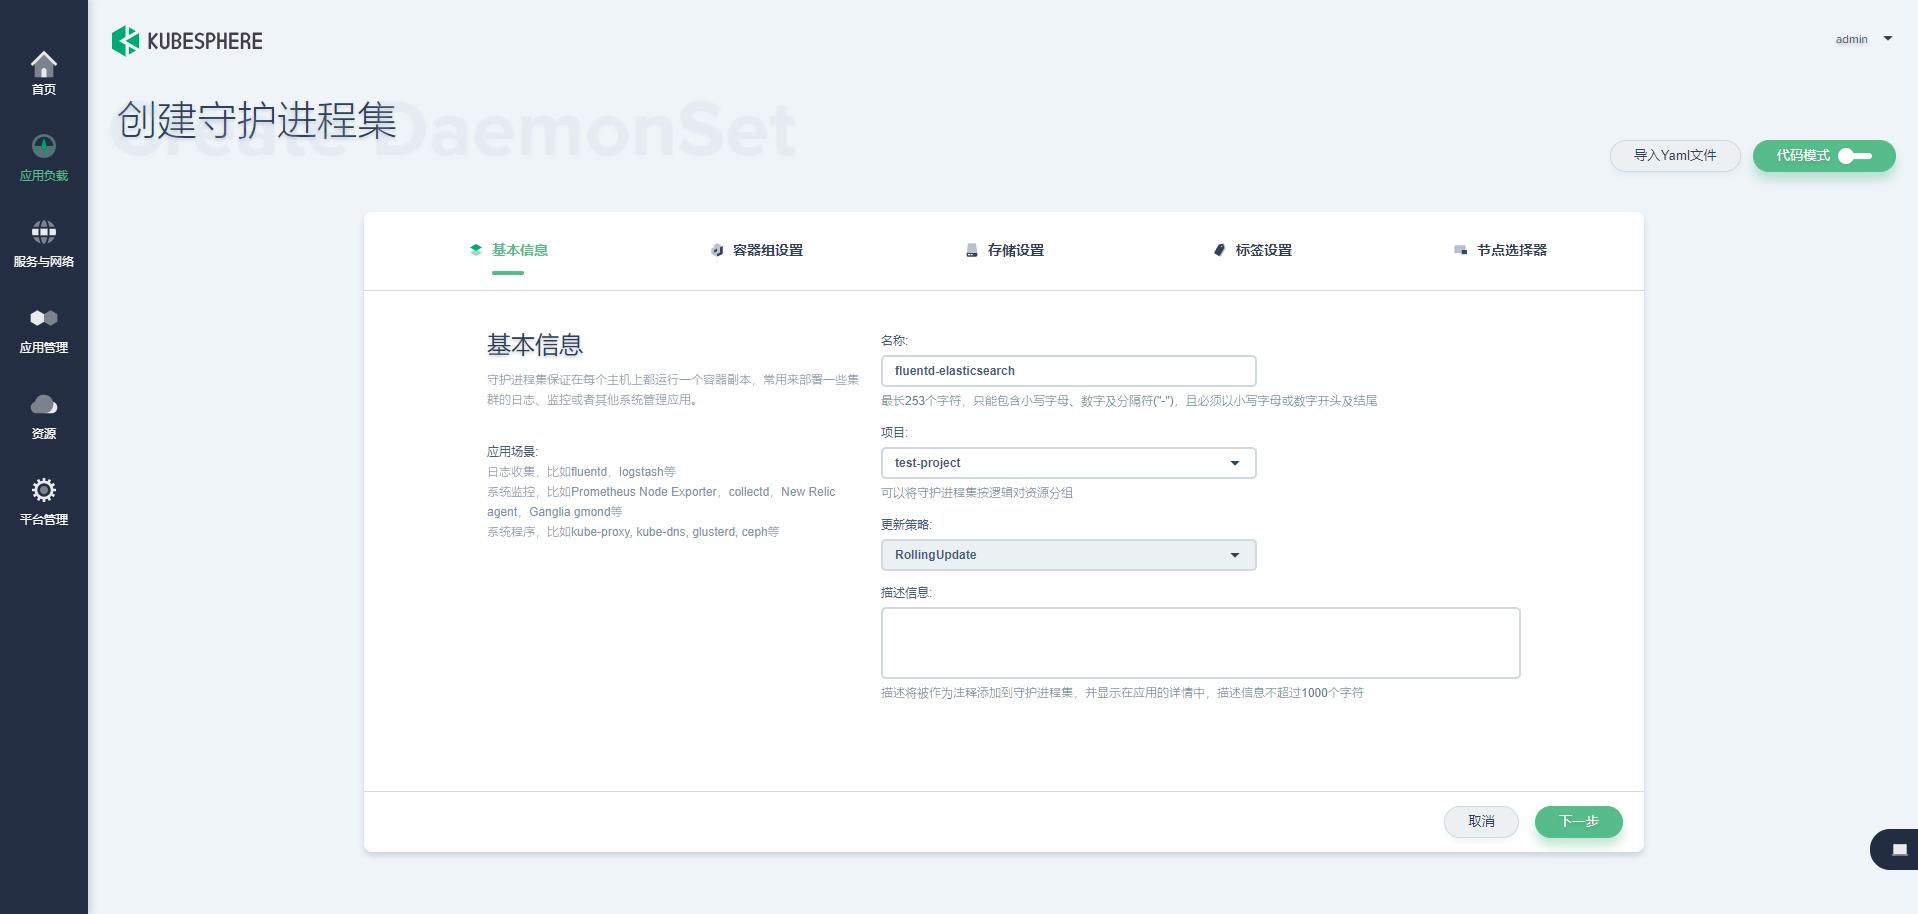 KUBESPHERE
admin
首页
应用负载
服务与网络
应用管理
资源
平台管理
创建守护进程集
Create DaemonSet
导入Yaml文件
代码模式
基本信息
容器组设置
存储设置
标签设置
节点选择器
基本信息
守护进程集保证在每个主机上都运行一个容器副本，常用来部署一些集
群的日志、监控或者其他系统管理应用。
应用场景:
日志收集，比如fluentd，logstash等
系统监控，比如Prometheus Node Exporter，collectd，New Relic
agent，Ganglia gmond等
系统程序，比如kube-proxy, kube-dns, glusterd, ceph等
名称:
fluentd-elasticsearch
最长253个字符，只能包含小写字母、数字及分隔符("-")，且必须以小写字母或数字开头及结尾
项目:
test-project
可以将守护进程集按逻辑对资源分组
更新策略:
RollingUpdate
描述信息:
描述将被作为注释添加到守护进程集，并显示在应用的详情中，描述信息不超过1000个字符
取消
下一步